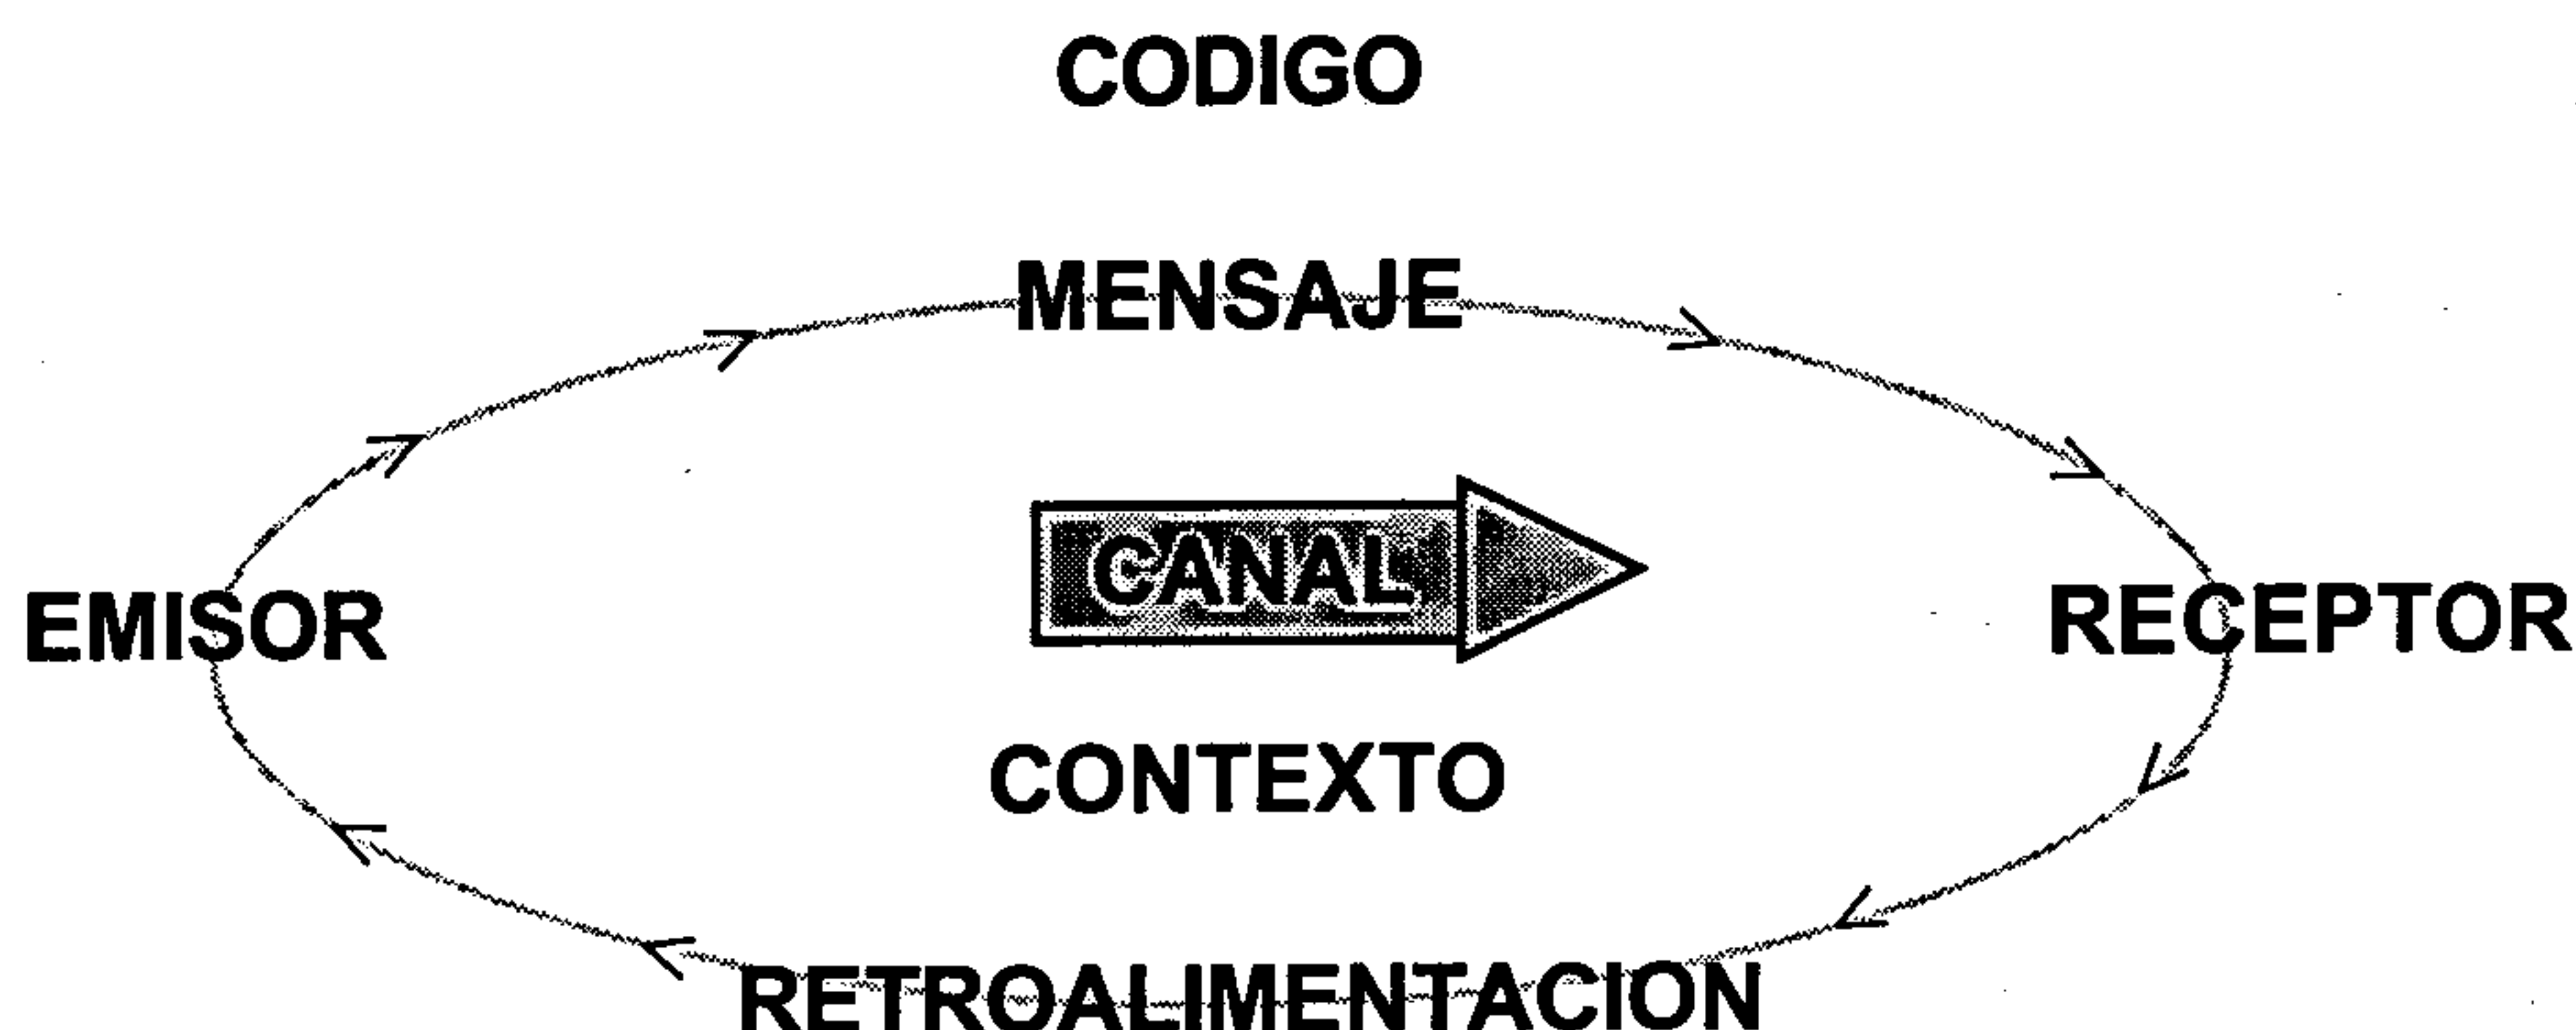 CODIGO
MENSAJE
CANAL
EMISOR
RECEPTOR
CONTEXTO
RETROALIMENTACION